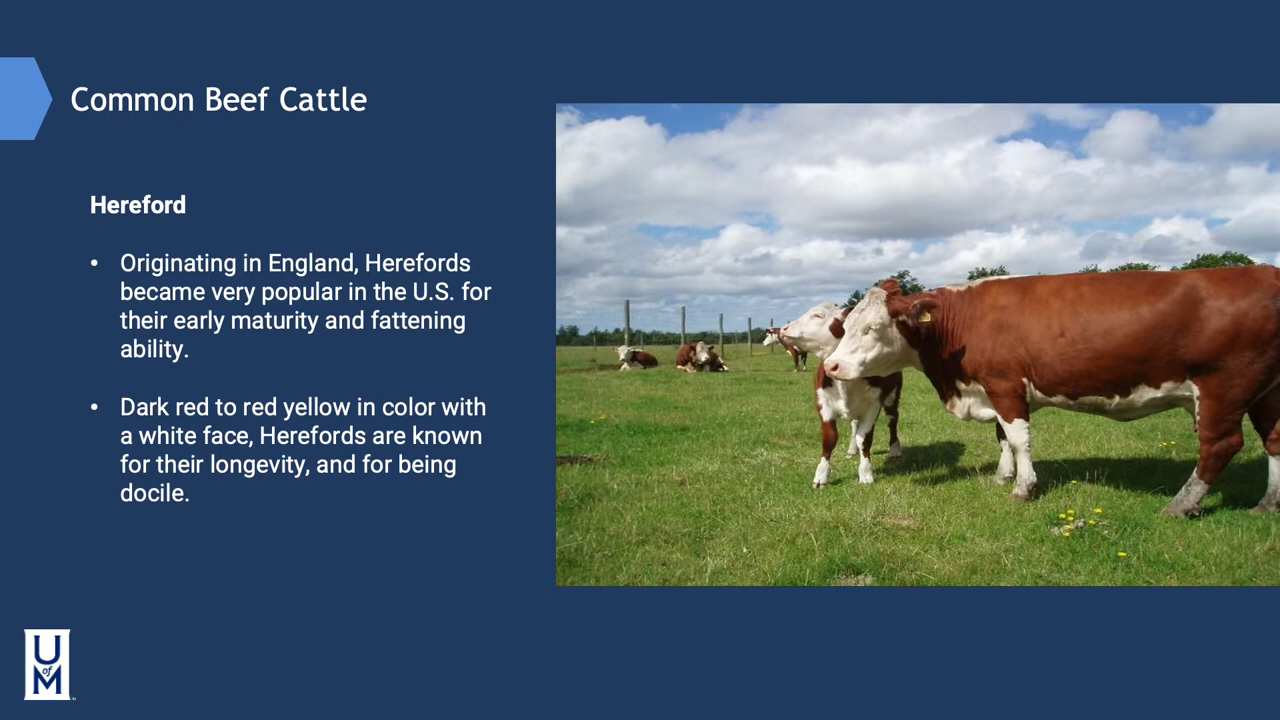 Common Beef Cattle
Hereford
• Originating in England, Herefords
became very popular in the U.S. for
their early maturity and fattening
ability.
• Dark red to red yellow in color with
a white face, Herefords are known
for their longevity, and for being
docile.
U
of
M